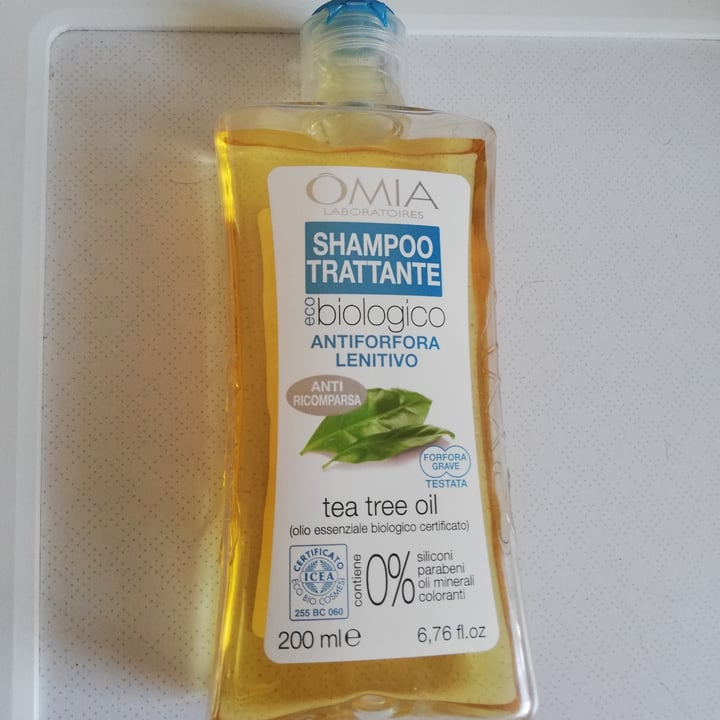 ÔMIA
LABORATOIRES
SHAMPOO
TRATTANTE
eco biologico
ANTIFORFORA
LENITIVO
ANTI
RICOMPARSA
FORFORA
GRAVE
TESTATA
tea tree oil
(olio essenziale biologico certificato)
CERTIFICATO
ICEA
ECO BIO COSMESI
255 BC 060
contiene
0%
siliconi
parabeni
oli minerali
coloranti
200 ml e
6,76 fl.oz